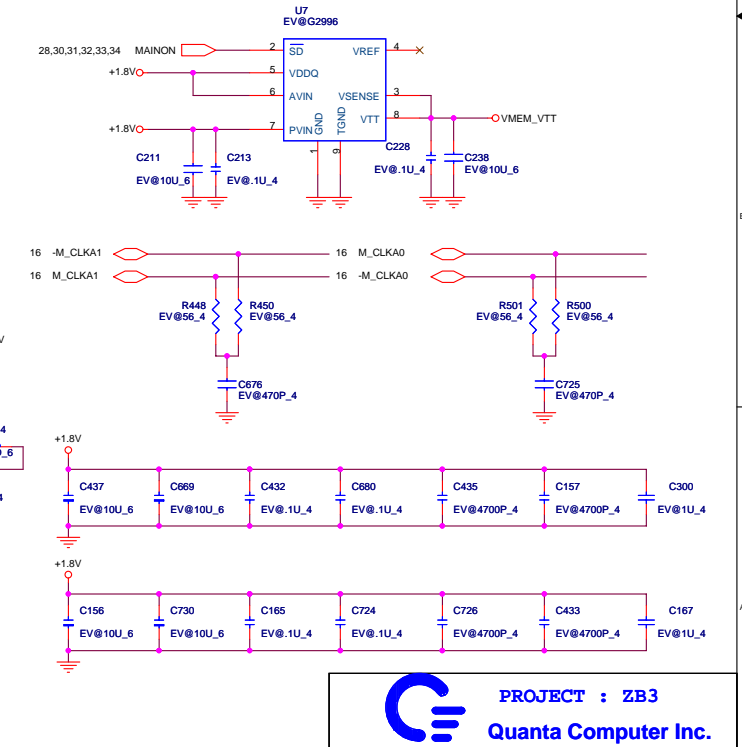 U7
EV@G2996
28,30,31,32,33,34 MAINON 2 SD VREF 4
+1.8V 5 VDDQ
6 AVIN VSENSE 3
+1.8V 7 PVIN VTT 8 VMEM_VTT
GND TGND
1 9
C211 EV@10U_6
C213 EV@.1U_4
C228 EV@.1U_4
C238 EV@10U_6
16 -M_CLKA1 16 M_CLKA0
16 M_CLKA1 16 -M_CLKA0
R448 EV@56_4
R450 EV@56_4
R501 EV@56_4
R500 EV@56_4
C676 EV@470P_4
C725 EV@470P_4
+1.8V
C437 EV@10U_6
C669 EV@10U_6
C432 EV@.1U_4
C680 EV@.1U_4
C435 EV@4700P_4
C157 EV@4700P_4
C300 EV@1U_4
+1.8V
C156 EV@10U_6
C730 EV@10U_6
C165 EV@.1U_4
C724 EV@.1U_4
C726 EV@4700P_4
C433 EV@4700P_4
C167 EV@1U_4
PROJECT : ZB3
Quanta Computer Inc.